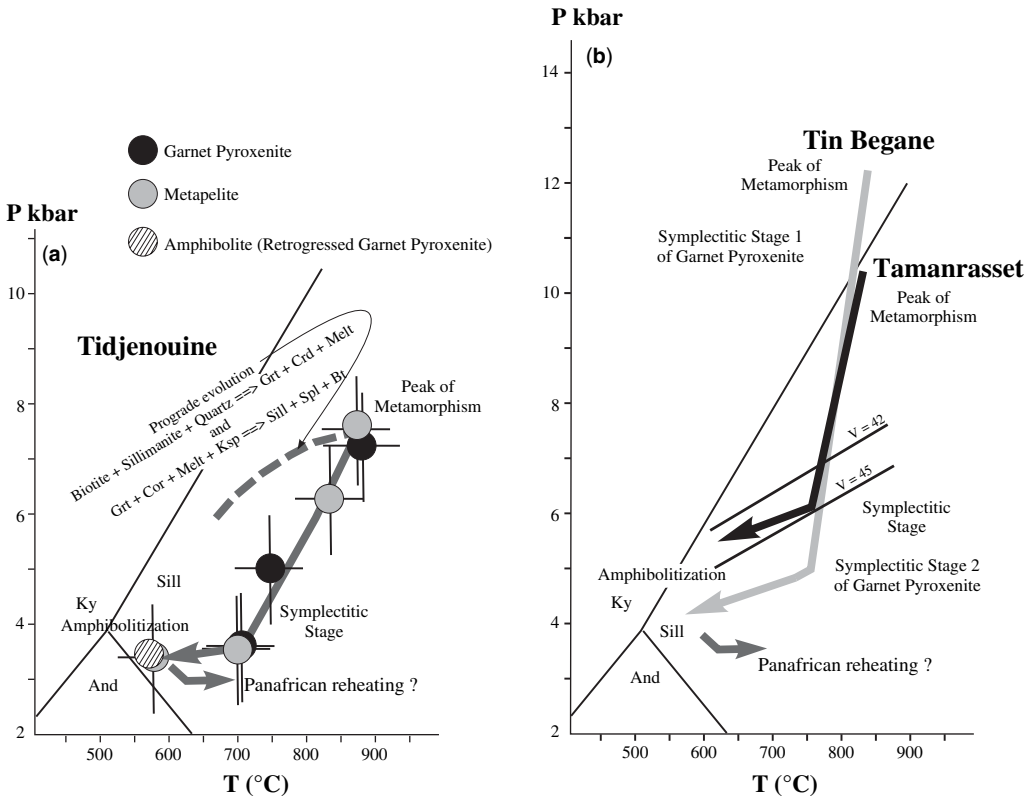 P kbar
(a)
Garnet Pyroxenite
Metapelite
Amphibolite (Retrogressed Garnet Pyroxenite)
10
8
6
4
2
Tidjenouine
Prograde evolution
Biotite + Sillimanite + Quartz ==> Grt + Crd + Melt
and
Grt + Cor + Melt + Ksp ==> Sill + Spl + Bt
Peak of
Metamorphism
Sill
Ky
Amphibolitization
Symplectitic
Stage
And
Panafrican reheating ?
500
600
700
800
900
T (°C)
P kbar
(b)
14
12
10
8
6
4
2
Tin Begane
Peak of
Metamorphism
Symplectitic Stage 1
of Garnet Pyroxenite
Tamanrasset
Peak of
Metamorphism
V = 42
V = 45
Symplectitic
Stage
Amphibolitization
Symplectitic Stage 2
of Garnet Pyroxenite
Ky
Sill
Panafrican reheating ?
And
500
600
700
800
900
T (°C)